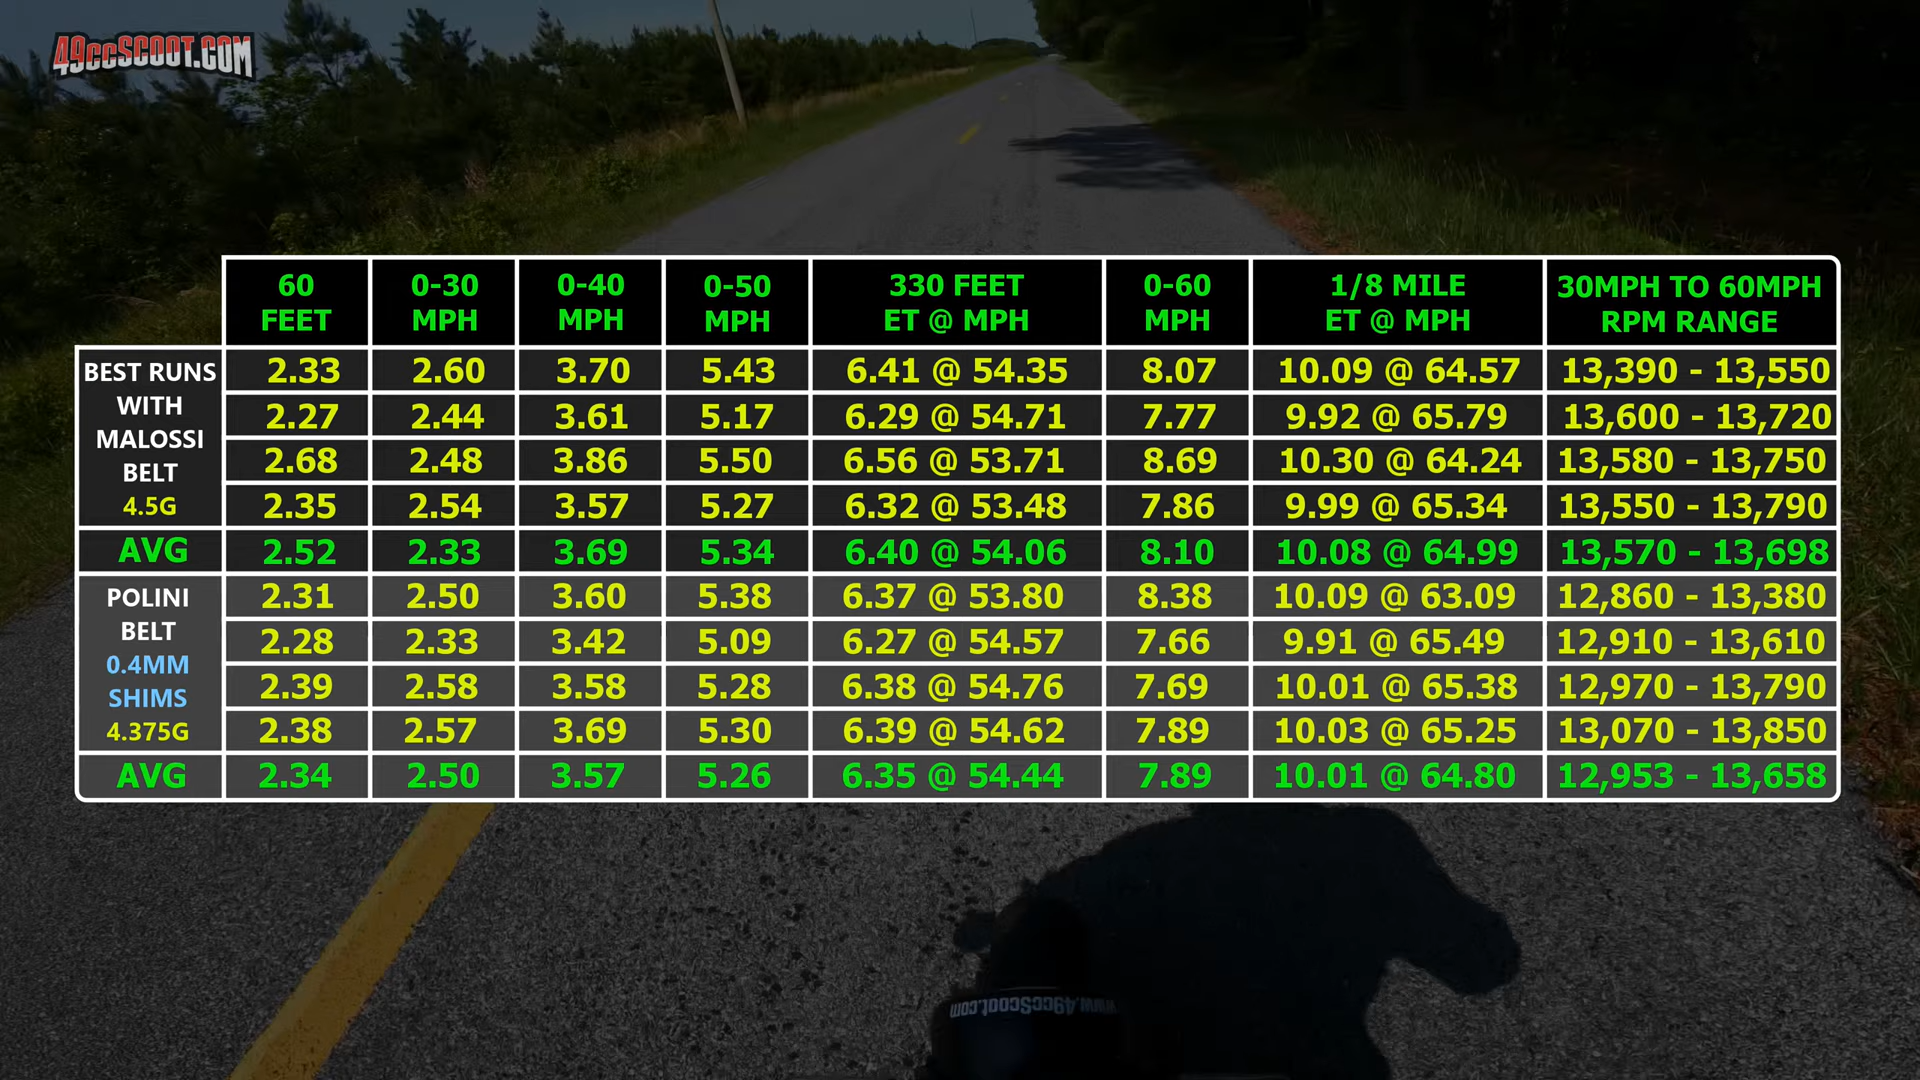 49ccSCOOT.COM
60 FEET 0-30 MPH 0-40 MPH 0-50 MPH 330 FEET ET @ MPH 0-60 MPH 1/8 MILE ET @ MPH 30MPH TO 60MPH RPM RANGE
BEST RUNS
WITH
MALOSSI
BELT
4.5G
2.33 2.60 3.70 5.43 6.41 @ 54.35 8.07 10.09 @ 64.57 13,390 - 13,550
2.27 2.44 3.61 5.17 6.29 @ 54.71 7.77 9.92 @ 65.79 13,600 - 13,720
2.68 2.48 3.86 5.50 6.56 @ 53.71 8.69 10.30 @ 64.24 13,580 - 13,750
2.35 2.54 3.57 5.27 6.32 @ 53.48 7.86 9.99 @ 65.34 13,550 - 13,790
AVG 2.52 2.33 3.69 5.34 6.40 @ 54.06 8.10 10.08 @ 64.99 13,570 - 13,698
POLINI
BELT
0.4MM
SHIMS
4.375G
2.31 2.50 3.60 5.38 6.37 @ 53.80 8.38 10.09 @ 63.09 12,860 - 13,380
2.28 2.33 3.42 5.09 6.27 @ 54.57 7.66 9.91 @ 65.49 12,910 - 13,610
2.39 2.58 3.58 5.28 6.38 @ 54.76 7.69 10.01 @ 65.38 12,970 - 13,790
2.38 2.57 3.69 5.30 6.39 @ 54.62 7.89 10.03 @ 65.25 13,070 - 13,850
AVG 2.34 2.50 3.57 5.26 6.35 @ 54.44 7.89 10.01 @ 64.80 12,953 - 13,658
www.49ccScoot.com